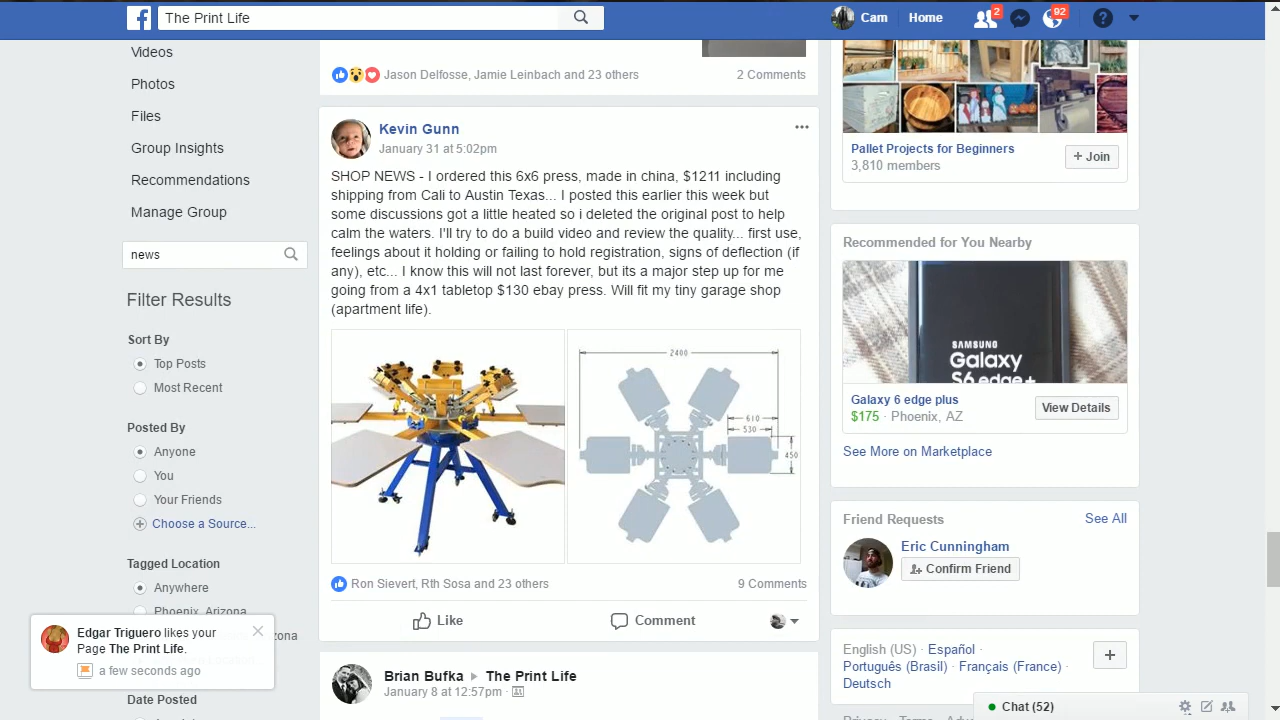 The Print Life
Cam
Home
2
92
Videos
Photos
Files
Group Insights
Recommendations
Manage Group
news
Filter Results
Sort By
Top Posts
Most Recent
Posted By
Anyone
You
Your Friends
Choose a Source...
Tagged Location
Anywhere
Phoenix, Arizona
Date Posted
Edgar Triguero likes your
Page The Print Life.
a few seconds ago
Jason Delfosse, Jamie Leinbach and 23 others
2 Comments
Kevin Gunn
January 31 at 5:02pm
SHOP NEWS - I ordered this 6x6 press, made in china, $1211 including
shipping from Cali to Austin Texas... I posted this earlier this week but
some discussions got a little heated so i deleted the original post to help
calm the waters. I'll try to do a build video and review the quality... first use,
feelings about it holding or failing to hold registration, signs of deflection (if
any), etc... I know this will not last forever, but its a major step up for me
going from a 4x1 tabletop $130 ebay press. Will fit my tiny garage shop
(apartment life).
2400
610
530
450
Ron Sievert, Rth Sosa and 23 others
9 Comments
Like
Comment
Brian Bufka ▸ The Print Life
January 8 at 12:57pm ·
Pallet Projects for Beginners
3,810 members
+ Join
Recommended for You Nearby
SAMSUNG
Galaxy
S6 edge+
Galaxy 6 edge plus
$175 · Phoenix, AZ
View Details
See More on Marketplace
Friend Requests
See All
Eric Cunningham
Confirm Friend
English (US) · Español ·
Português (Brasil) · Français (France) ·
Deutsch
Chat (52)